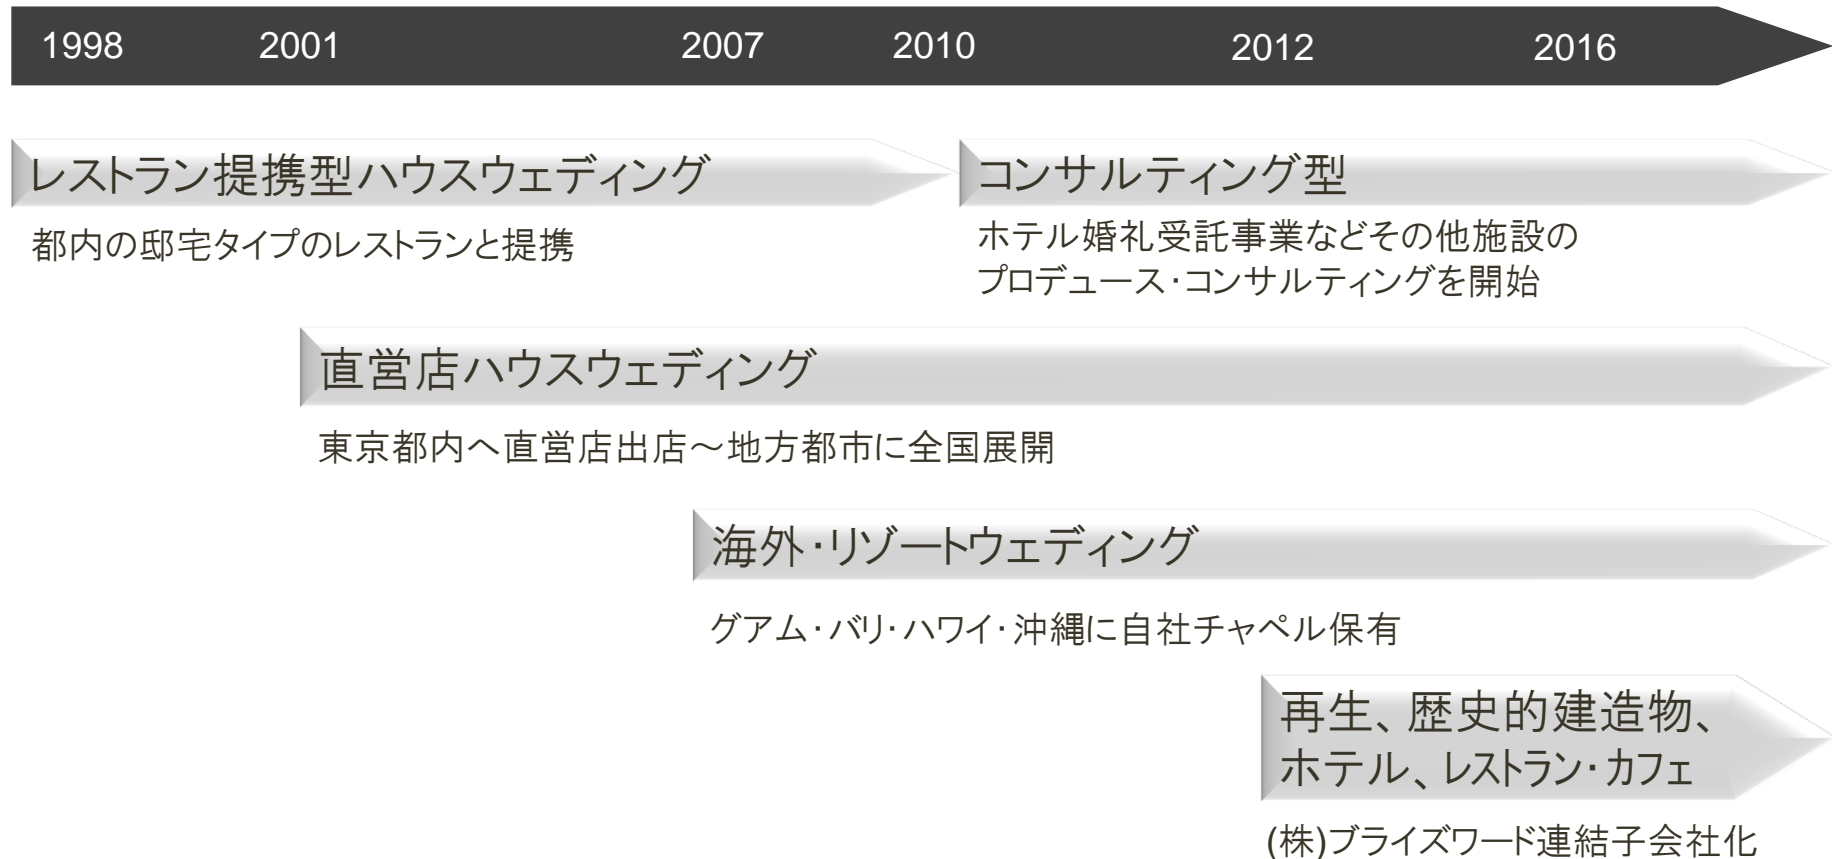 1998 2001 2007 2010 2012 2016
レストラン提携型ハウスウェディング
都内の邸宅タイプのレストランと提携
コンサルティング型
ホテル婚礼受託事業などその他施設の
プロデュース・コンサルティングを開始
直営店ハウスウェディング
東京都内へ直営店出店～地方都市に全国展開
海外・リゾートウェディング
グアム・バリ・ハワイ・沖縄に自社チャペル保有
再生、歴史的建造物、
ホテル、レストラン・カフェ
(株)ブライズワード連結子会社化